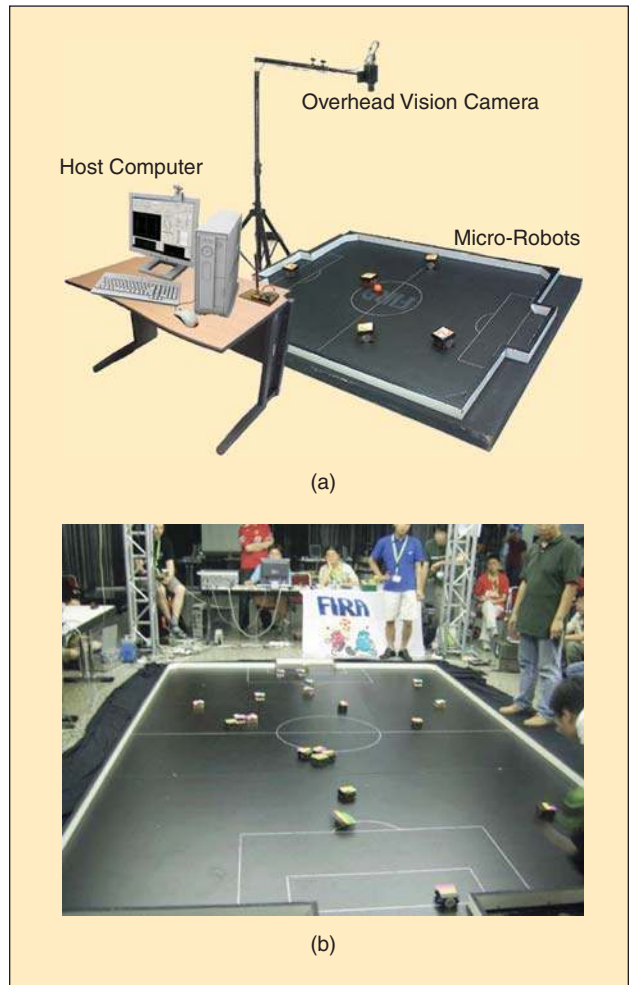 Overhead Vision Camera
Host Computer
Micro-Robots
(a)
FIRA
(b)